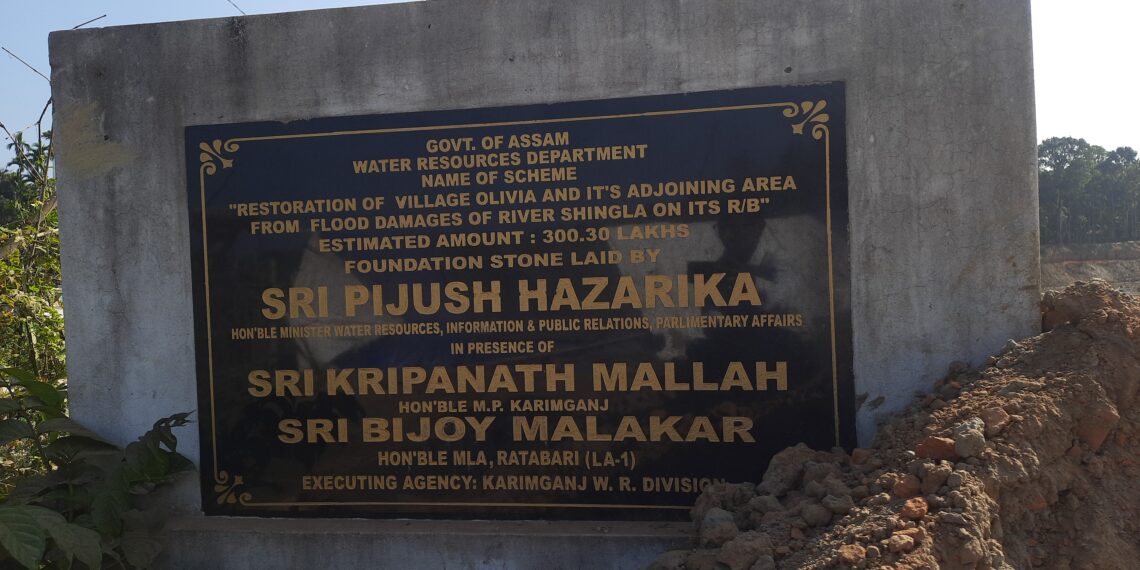 GOVT. OF ASSAM
WATER RESOURCES DEPARTMENT
NAME OF SCHEME
"RESTORATION OF VILLAGE OLIVIA AND IT'S ADJOINING AREA
FROM FLOOD DAMAGES OF RIVER SHINGLA ON ITS R/B"
ESTIMATED AMOUNT : 300.30 LAKHS
FOUNDATION STONE LAID BY
SRI PIJUSH HAZARIKA
HON'BLE MINISTER WATER RESOURCES, INFORMATION & PUBLIC RELATIONS, PARLIMENTARY AFFAIRS
IN PRESENCE OF
SRI KRIPANATH MALLAH
HON'BLE M.P. KARIMGANJ
SRI BIJOY MALAKAR
HON'BLE MLA, RATABARI (LA-1)
EXECUTING AGENCY: KARIMGANJ W. R. DIVISION